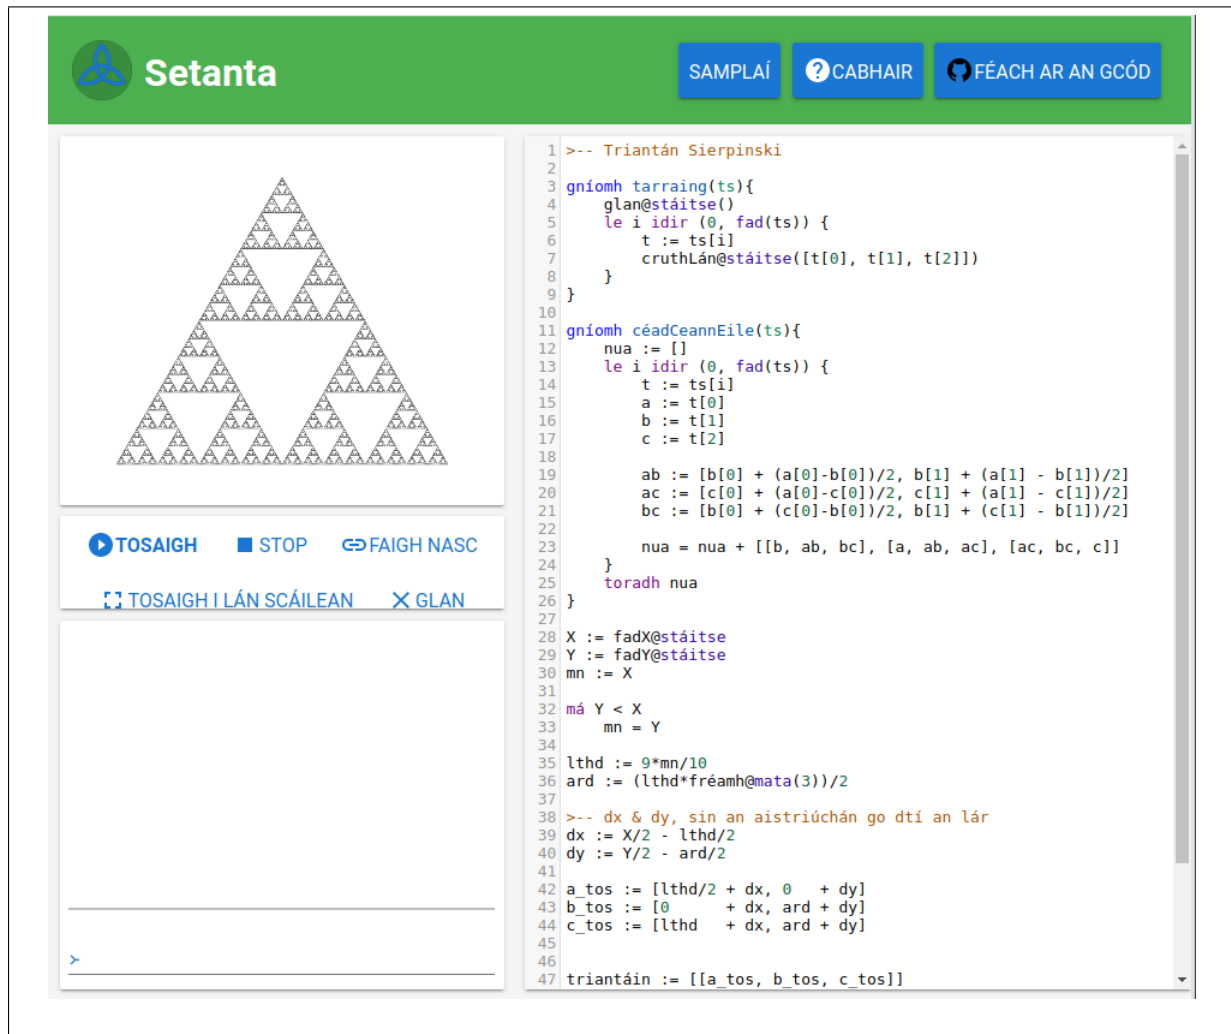 Setanta
SAMPLAÍ
CABHAIR
FÉACH AR AN GCÓD
TOSAIGH
STOP
FAIGH NASC
TOSAIGH I LÁN SCÁILEAN
GLAN
>
1 >-- Triantán Sierpinski
2
3 gníomh tarraing(ts){
4     glan@stáitse()
5     le i idir (0, fad(ts)) {
6         t := ts[i]
7         cruthLán@stáitse([t[0], t[1], t[2]])
8     }
9 }
10
11 gníomh céadCeannEile(ts){
12     nua := []
13     le i idir (0, fad(ts)) {
14         t := ts[i]
15         a := t[0]
16         b := t[1]
17         c := t[2]
18
19         ab := [b[0] + (a[0]-b[0])/2, b[1] + (a[1] - b[1])/2]
20         ac := [c[0] + (a[0]-c[0])/2, c[1] + (a[1] - c[1])/2]
21         bc := [b[0] + (c[0]-b[0])/2, b[1] + (c[1] - b[1])/2]
22
23         nua = nua + [[b, ab, bc], [a, ab, ac], [ac, bc, c]]
24     }
25     toradh nua
26 }
27
28 X := fadX@stáitse
29 Y := fadY@stáitse
30 mn := X
31
32 má Y < X
33     mn = Y
34
35 lthd := 9*mn/10
36 ard := (lthd*fréamh@mata(3))/2
37
38 >-- dx & dy, sin an aistriúchán go dtí an lár
39 dx := X/2 - lthd/2
40 dy := Y/2 - ard/2
41
42 a_tos := [lthd/2 + dx, 0   + dy]
43 b_tos := [0      + dx, ard + dy]
44 c_tos := [lthd   + dx, ard + dy]
45
46
47 triantáin := [[a_tos, b_tos, c_tos]]